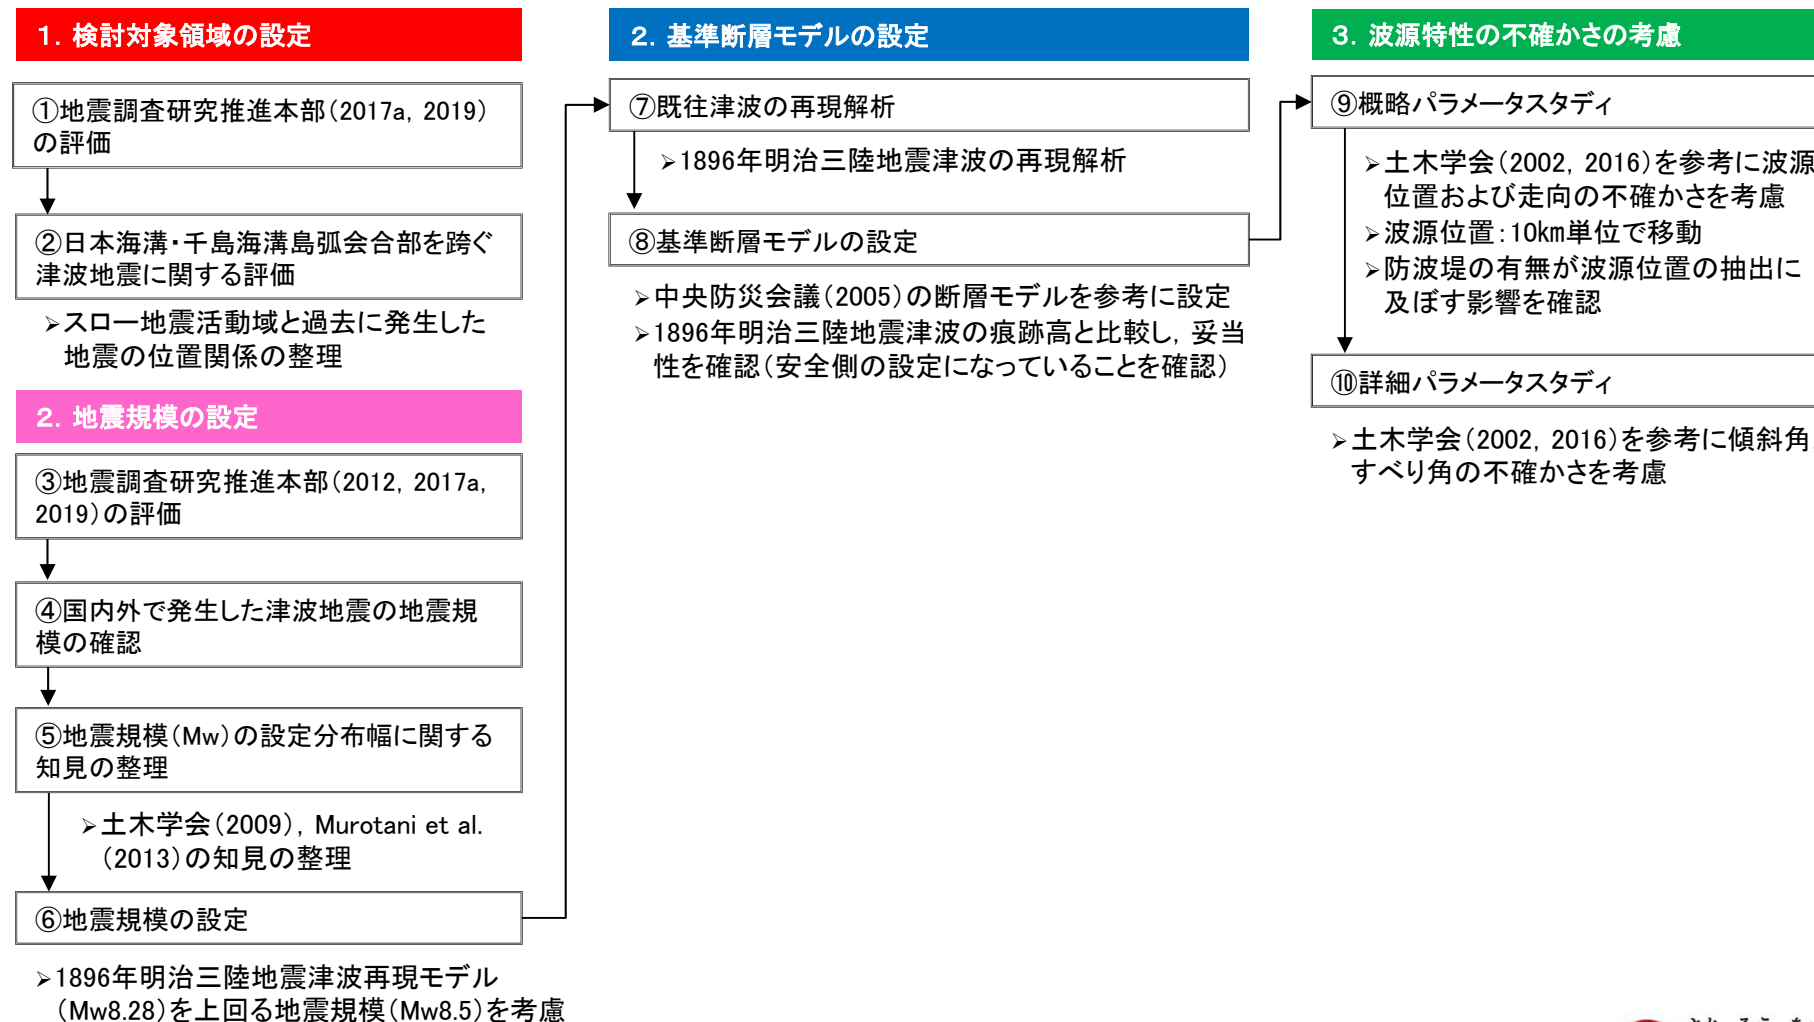 1．検討対象領域の設定
①地震調査研究推進本部（2017a，2019）
の評価
②日本海溝・千島海溝島弧会合部を跨ぐ
津波地震に関する評価
➢スロー地震活動域と過去に発生した
地震の位置関係の整理
2．地震規模の設定
③地震調査研究推進本部（2012，2017a，
2019）の評価
④国内外で発生した津波地震の地震規
模の確認
⑤地震規模（Mw）の設定分布幅に関する
知見の整理
➢土木学会（2009），Murotani et al.
（2013）の知見の整理
⑥地震規模の設定
➢1896年明治三陸地震津波再現モデル
（Mw8.28）を上回る地震規模（Mw8.5）を考慮
2．基準断層モデルの設定
⑦既往津波の再現解析
➢1896年明治三陸地震津波の再現解析
⑧基準断層モデルの設定
➢中央防災会議（2005）の断層モデルを参考に設定
➢1896年明治三陸地震津波の痕跡高と比較し，妥当
性を確認（安全側の設定になっていることを確認）
3．波源特性の不確かさの考慮
⑨概略パラメータスタディ
➢土木学会（2002，2016）を参考に波源
位置および走向の不確かさを考慮
➢波源位置：10km単位で移動
➢防波堤の有無が波源位置の抽出に
及ぼす影響を確認
⑩詳細パラメータスタディ
➢土木学会（2002，2016）を参考に傾斜角
すべり角の不確かさを考慮